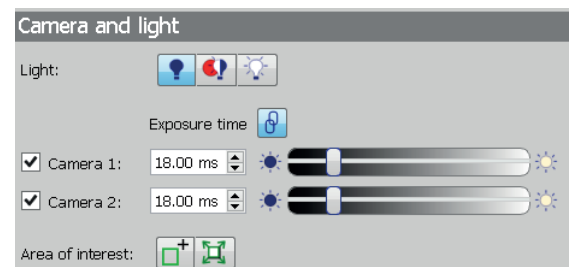 Camera and light
Light:
Exposure time
Camera 1: 18.00 ms
Camera 2: 18.00 ms
Area of interest: